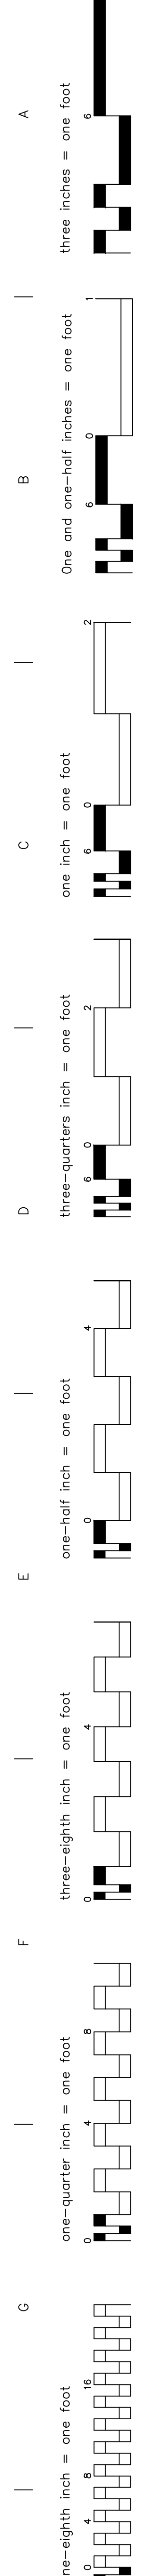 A
three inches = one foot
6
B
One and one-half inches = one foot
6 0 1
C
one inch = one foot
6 0 2
D
three-quarters inch = one foot
6 0 2
E
one-half inch = one foot
0 4
F
three-eighth inch = one foot
0 4
G
one-quarter inch = one foot
0 4 8
ne-eighth inch = one foot
0 4 8 16